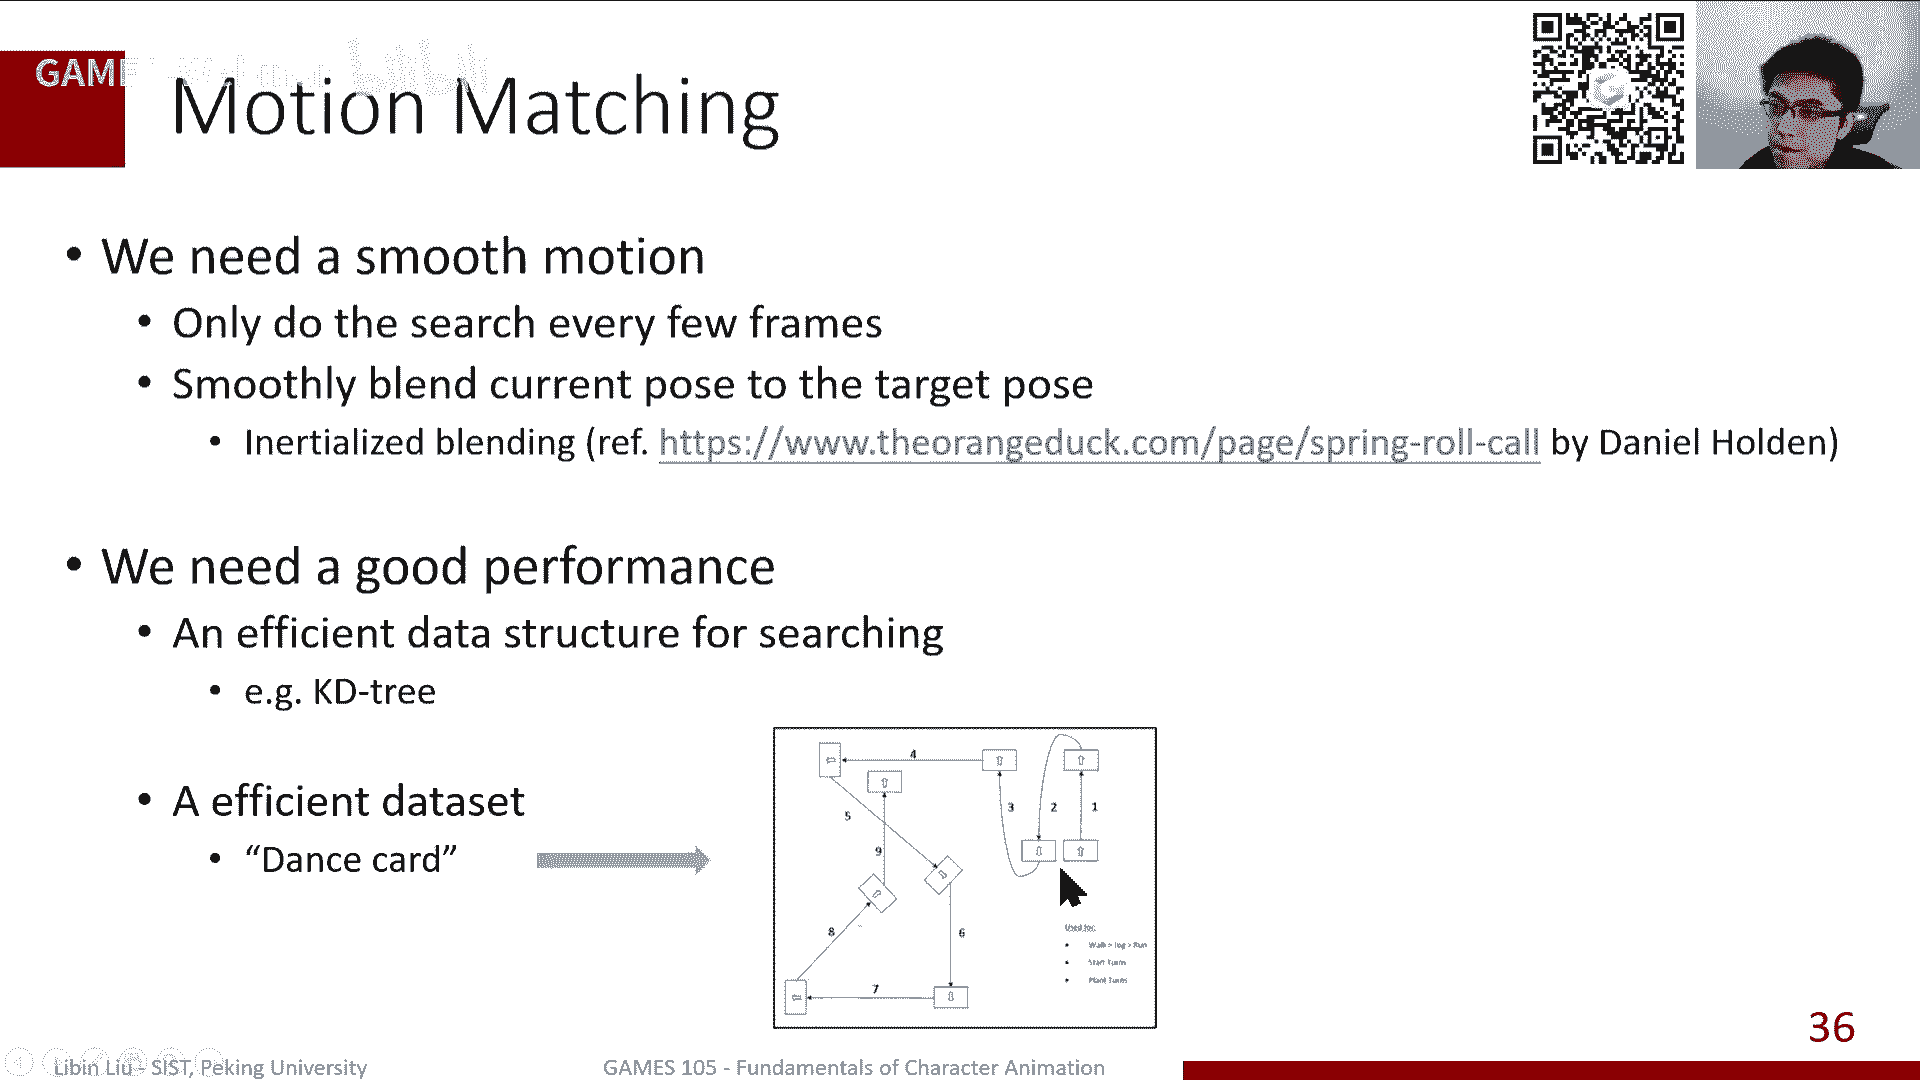 Motion Matching
• We need a smooth motion
• Only do the search every few frames
• Smoothly blend current pose to the target pose
• Inertialized blending (ref. https://www.theorangeduck.com/page/spring-roll-call by Daniel Holden)
• We need a good performance
• An efficient data structure for searching
• e.g. KD-tree
• A efficient dataset
• “Dance card”
4
3
2
1
5
9
8
6
7
Used for:
• Walk > Jog > Run
• Start Turns
• Plant Turns
36
Libin Liu - SIST, Peking University
GAMES 105 - Fundamentals of Character Animation